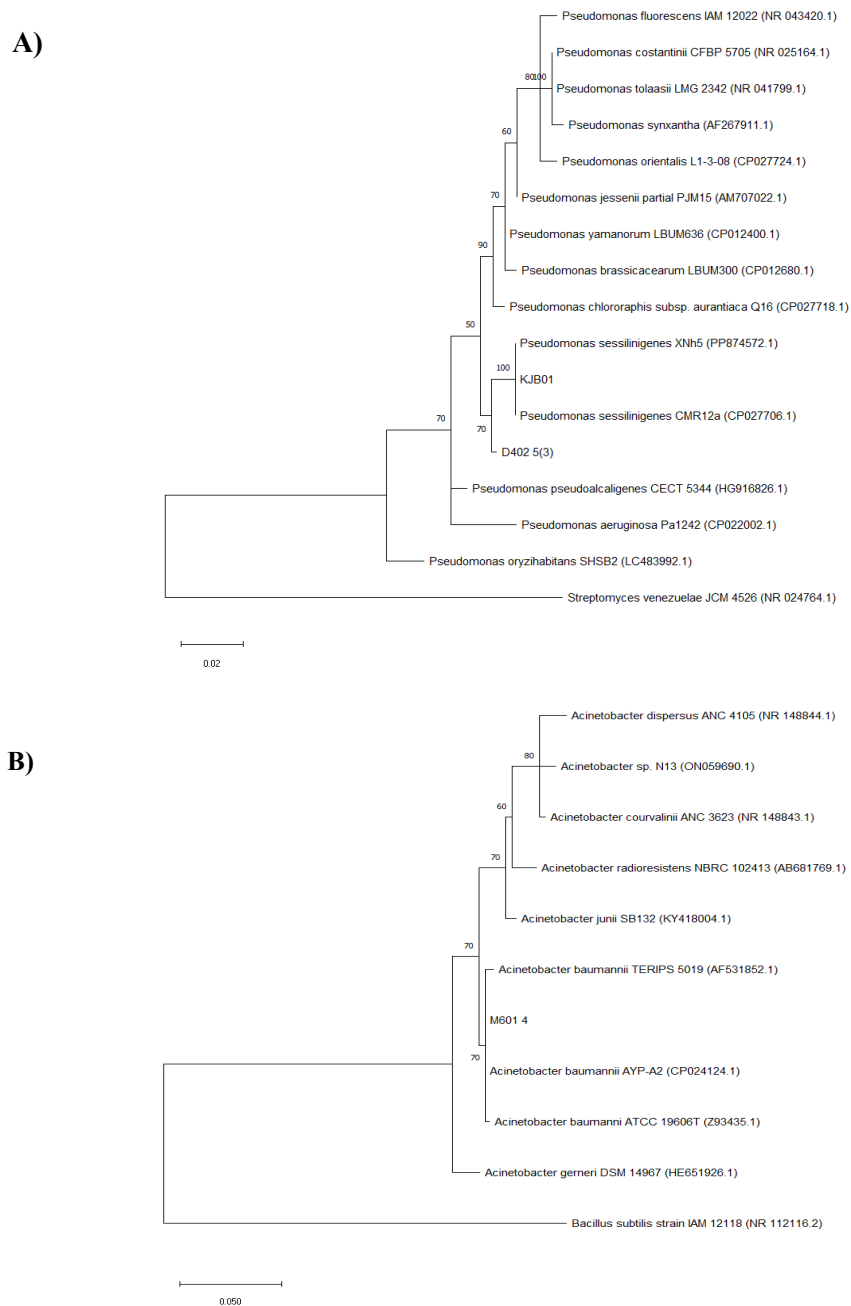 A)
Pseudomonas fluorescens IAM 12022 (NR 043420.1)
Pseudomonas costantinii CFBP 5705 (NR 025164.1)
80
100
Pseudomonas tolaasii LMG 2342 (NR 041799.1)
Pseudomonas synxantha (AF267911.1)
60
Pseudomonas orientalis L1-3-08 (CP027724.1)
70
Pseudomonas jessenii partial PJM15 (AM707022.1)
Pseudomonas yamanorum LBUM636 (CP012400.1)
90
Pseudomonas brassicacearum LBUM300 (CP012680.1)
Pseudomonas chlororaphis subsp. aurantiaca Q16 (CP027718.1)
50
Pseudomonas sessilinigenes XNh5 (PP874572.1)
100
KJB01
70
Pseudomonas sessilinigenes CMR12a (CP027706.1)
70
D402 5(3)
Pseudomonas pseudoalcaligenes CECT 5344 (HG916826.1)
Pseudomonas aeruginosa Pa1242 (CP022002.1)
Pseudomonas oryzihabitans SHSB2 (LC483992.1)
Streptomyces venezuelae JCM 4526 (NR 024764.1)
0.02
B)
Acinetobacter dispersus ANC 4105 (NR 148844.1)
80
Acinetobacter sp. N13 (ON059690.1)
60
Acinetobacter courvalinii ANC 3623 (NR 148843.1)
70
Acinetobacter radioresistens NBRC 102413 (AB681769.1)
Acinetobacter junii SB132 (KY418004.1)
70
Acinetobacter baumannii TERIPS 5019 (AF531852.1)
M601 4
70
Acinetobacter baumannii AYP-A2 (CP024124.1)
Acinetobacter baumanni ATCC 19606T (Z93435.1)
Acinetobacter gerneri DSM 14967 (HE651926.1)
Bacillus subtilis strain IAM 12118 (NR 112116.2)
0.050